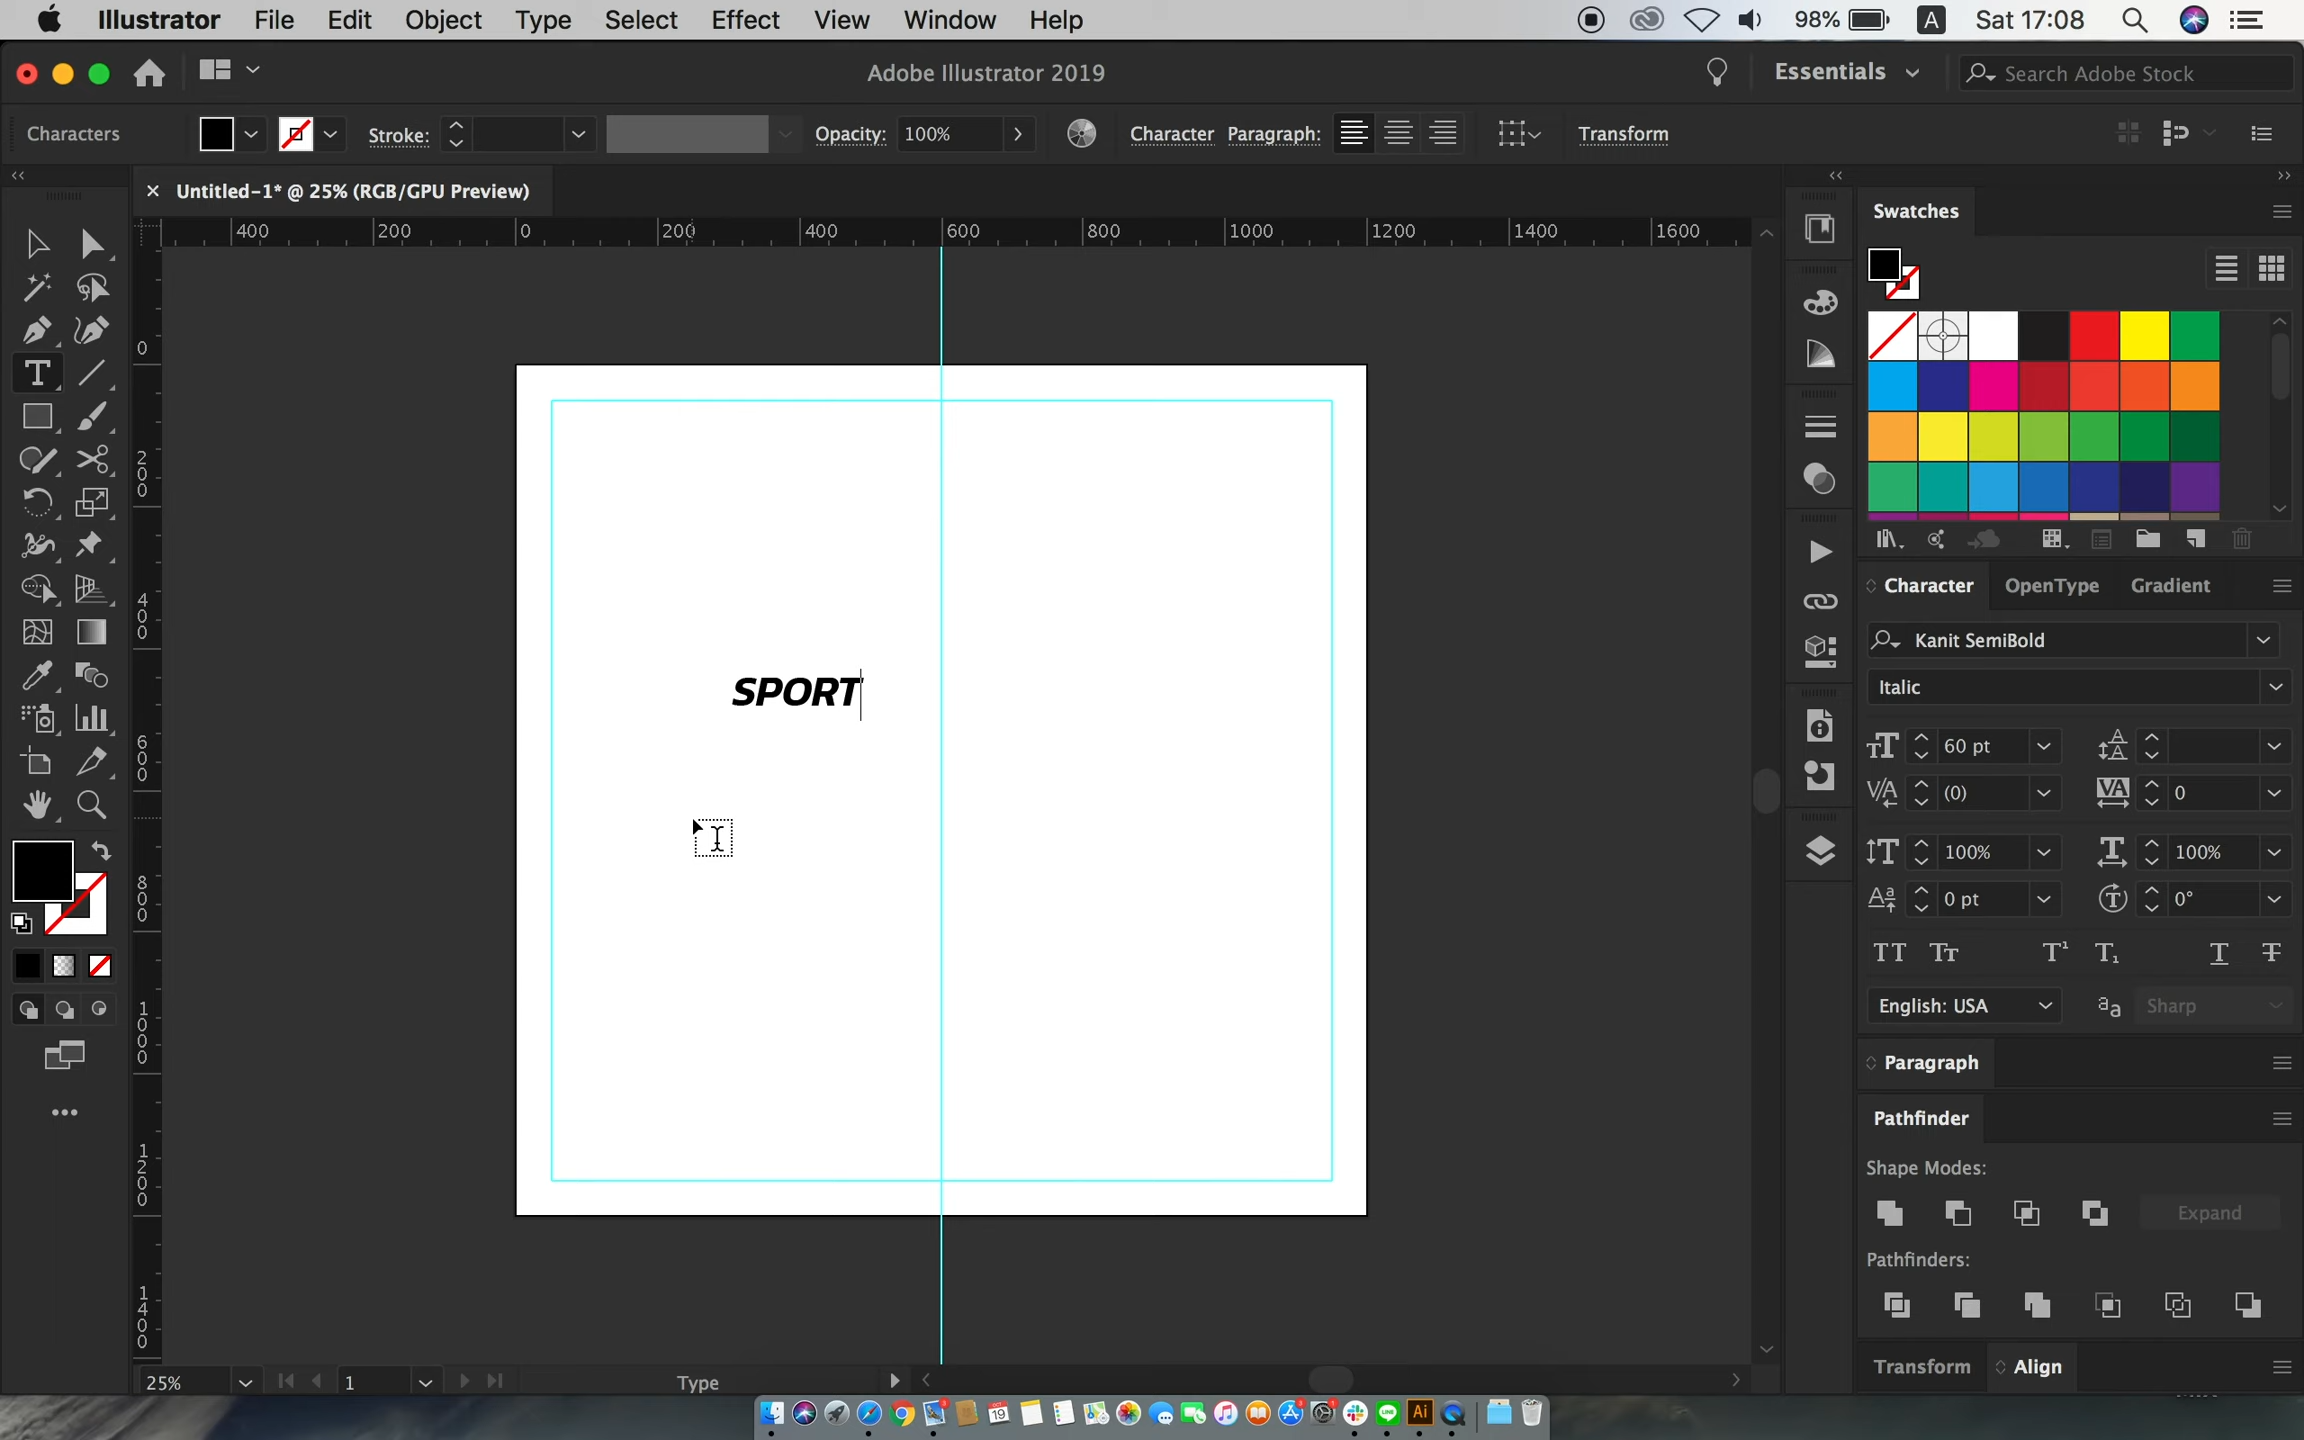 Illustrator File Edit Object Type Select Effect View Window Help 98% A Sat 17:08
Adobe Illustrator 2019 Essentials Search Adobe Stock
Characters Stroke: Opacity: 100% Character Paragraph: Transform
Untitled-1* @ 25% (RGB/GPU Preview)
400 200 0 200 400 600 800 1000 1200 1400 1600
0
200
400
600
800
1000
1200
1400
SPORT
Swatches
Character OpenType Gradient
Kanit SemiBold
Italic
60 pt
(0) 0
100% 100%
0 pt 0°
English: USA Sharp
Paragraph
Pathfinder
Shape Modes:
Expand
Pathfinders:
Transform Align
25% 1 Type